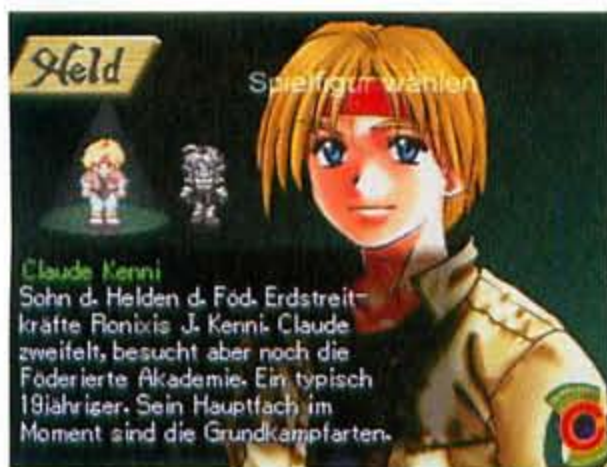 Held
Spielfigur wählen
Claude Kenni
Sohn d. Helden d. Föd. Erdstreit-
kräfte Ronixis J. Kenni. Claude
zweifelt, besucht aber noch die
Föderierte Akademie. Ein typisch
19jähriger. Sein Hauptfach im
Moment sind die Grundkampfarten.